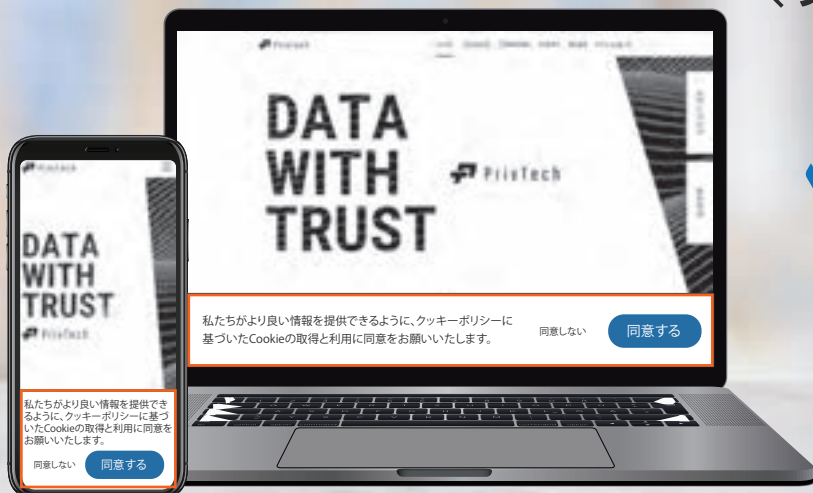 PrivTech
DATA
WITH
TRUST
PrivTech
私たちがより良い情報を提供できるように、クッキーポリシーに
基づいたCookieの取得と利用に同意をお願いいたします。
同意しない
同意する
PrivTech
DATA
WITH
TRUST
PrivTech
私たちがより良い情報を提供でき
るように、クッキーポリシーに基づ
いたCookieの取得と利用に同意を
お願いいたします。
同意しない
同意する